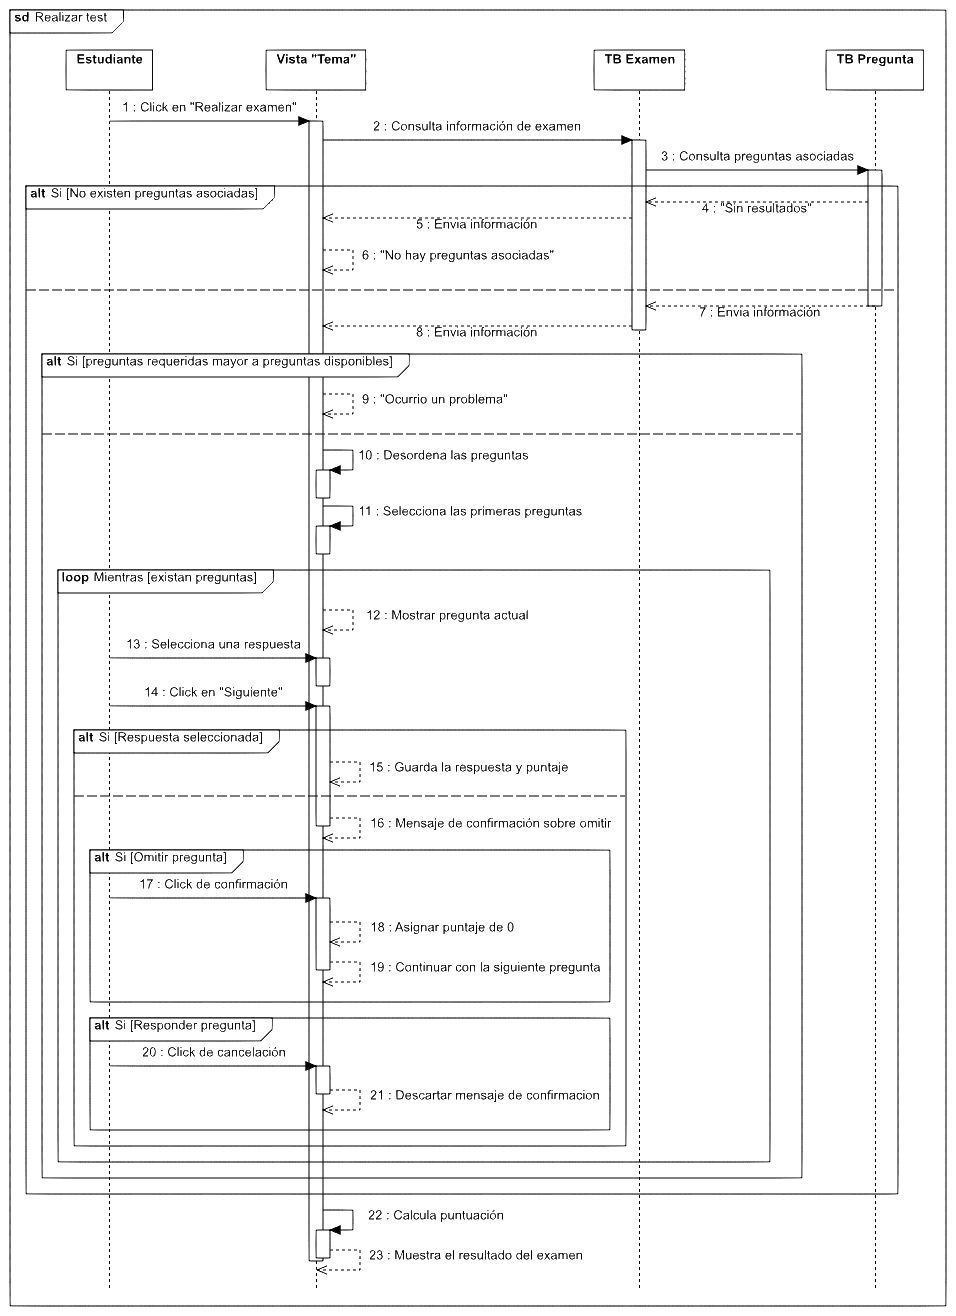 sd Realizar test
Estudiante
Vista "Tema"
TB Examen
TB Pregunta
1 : Click en "Realizar examen"
2 : Consulta información de examen
3 : Consulta preguntas asociadas
alt Si [No existen preguntas asociadas]
4 : "Sin resultados"
5 : Envia información
6 : "No hay preguntas asociadas"
7 : Envia información
8 : Envia información
alt Si [preguntas requeridas mayor a preguntas disponibles]
9 : "Ocurrio un problema"
10 : Desordena las preguntas
11 : Selecciona las primeras preguntas
loop Mientras [existan preguntas]
12 : Mostrar pregunta actual
13 : Selecciona una respuesta
14 : Click en "Siguiente"
alt Si [Respuesta seleccionada]
15 : Guarda la respuesta y puntaje
16 : Mensaje de confirmación sobre omitir
alt Si [Omitir pregunta]
17 : Click de confirmación
18 : Asignar puntaje de 0
19 : Continuar con la siguiente pregunta
alt Si [Responder pregunta]
20 : Click de cancelación
21 : Descartar mensaje de confirmacion
22 : Calcula puntuación
23 : Muestra el resultado del examen